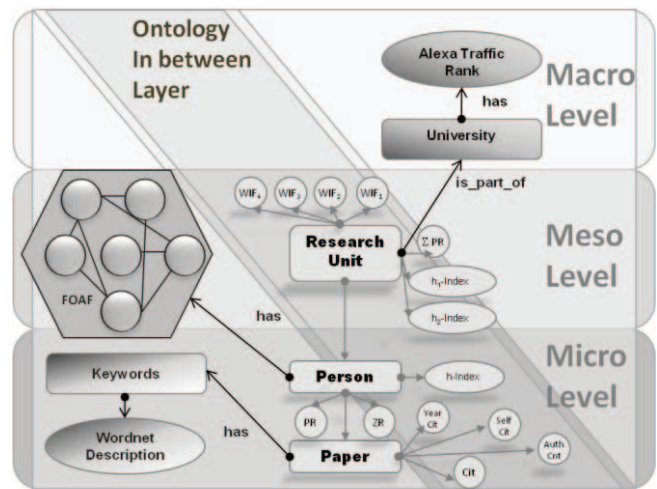 Ontology
In between
Layer
Alexa Traffic
Rank
Macro
Level
has
University
is_part_of
WIF4
WIF3
WIF2
WIF1
Research
Unit
Σ PR
h1-Index
h2-Index
Meso
Level
FOAF
has
Micro
Level
Keywords
Person
h-Index
Wordnet
Description
has
PR
ZR
Year
Cit
Self
Cit
Auth
Cnt
Paper
Cit